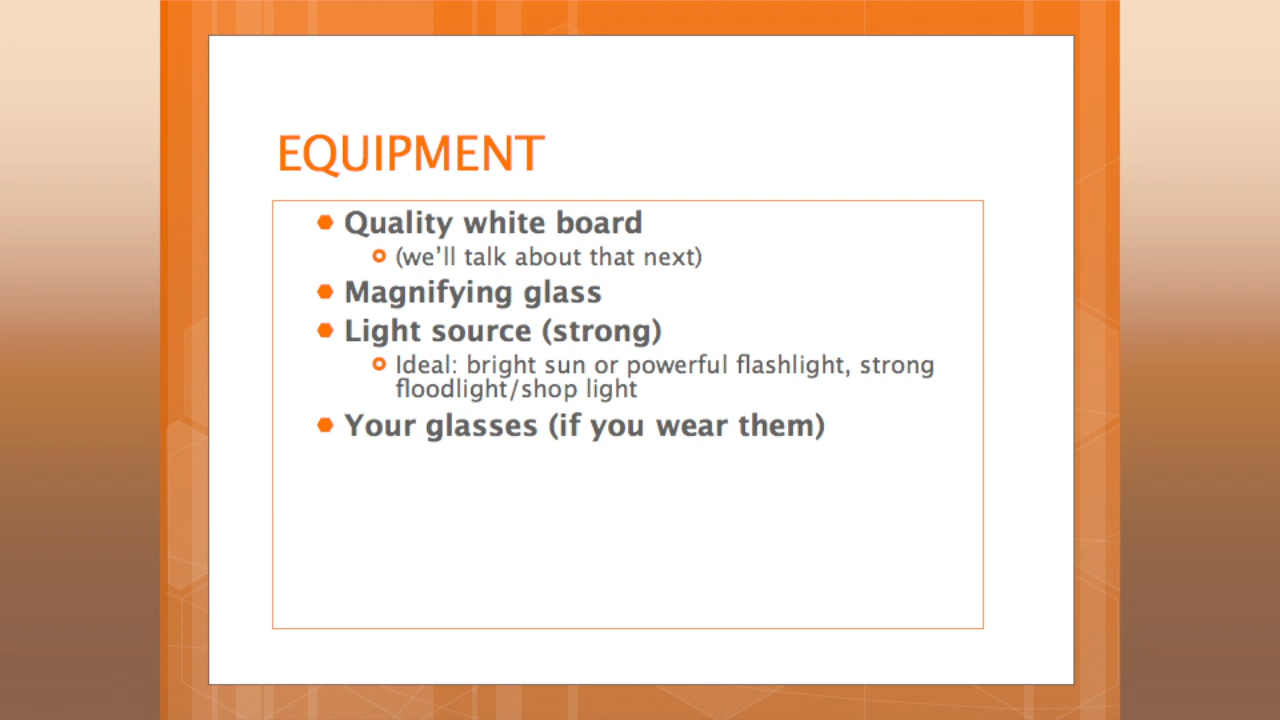 EQUIPMENT
Quality white board
(we'll talk about that next)
Magnifying glass
Light source (strong)
Ideal: bright sun or powerful flashlight, strong
floodlight/shop light
Your glasses (if you wear them)